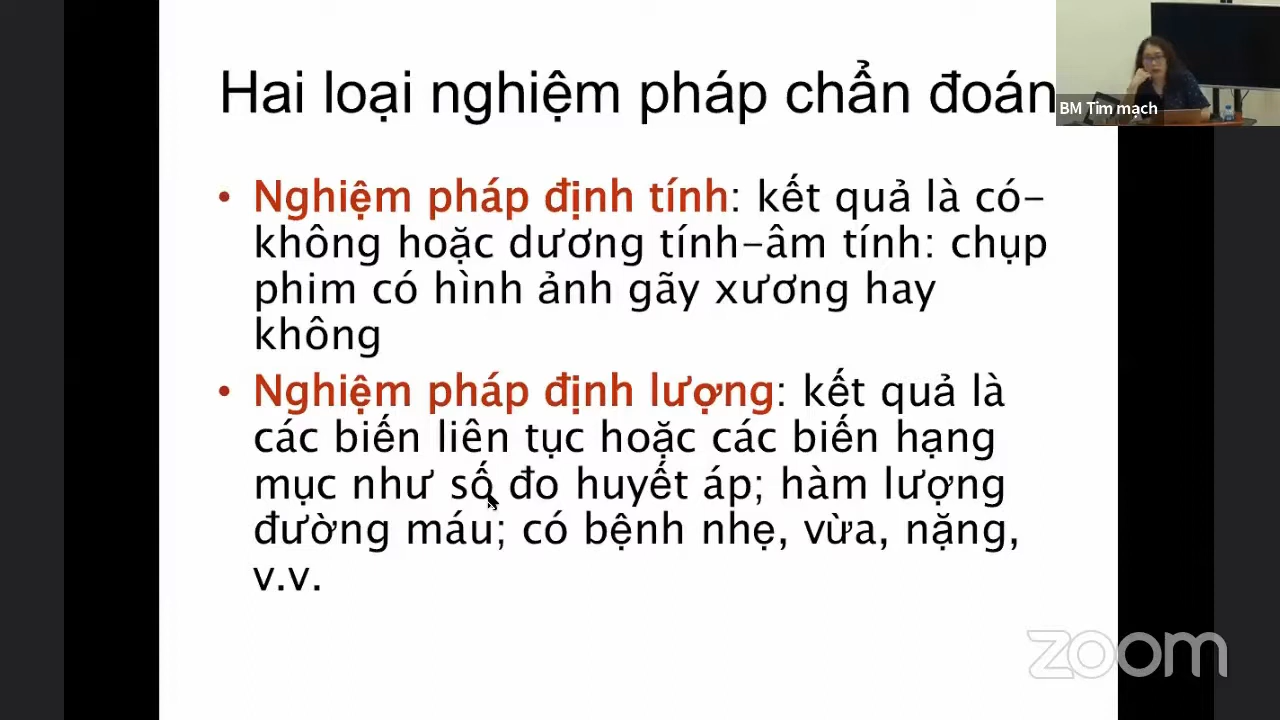 Hai loại nghiệm pháp chẩn đoán
BM Tim mạch
• Nghiệm pháp định tính: kết quả là có-
không hoặc dương tính-âm tính: chụp
phim có hình ảnh gãy xương hay
không
• Nghiệm pháp định lượng: kết quả là
các biến liên tục hoặc các biến hạng
mục như số đo huyết áp; hàm lượng
đường máu; có bệnh nhẹ, vừa, nặng,
v.v.
zoom